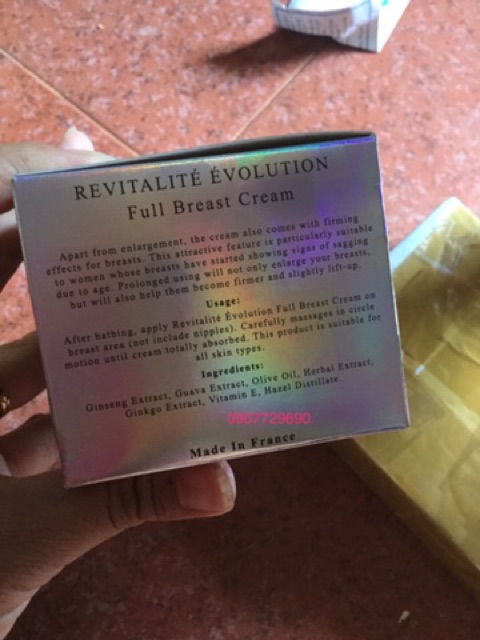 REVITALITÉ ÉVOLUTION
Full Breast Cream
Apart from enlargement, the cream also comes with firming
effects for breasts. This attractive feature is particularly suitable
to women whose breasts have started showing signs of sagging
due to age. Prolonged using will not only enlarge your breasts,
but will also help them become firmer and slightly lift-up.
Usage:
After bathing, apply Revitalité Évolution Full Breast Cream on
breast area (not include nipples). Carefully massages in circle
motion until cream totally absorbed. This product is suitable for
all skin types.
Ingredients:
Ginseng Extract, Guava Extract, Olive Oil, Herbal Extract,
Ginkgo Extract, Vitamin E, Hazel Distillate.
0907729690
Made In France